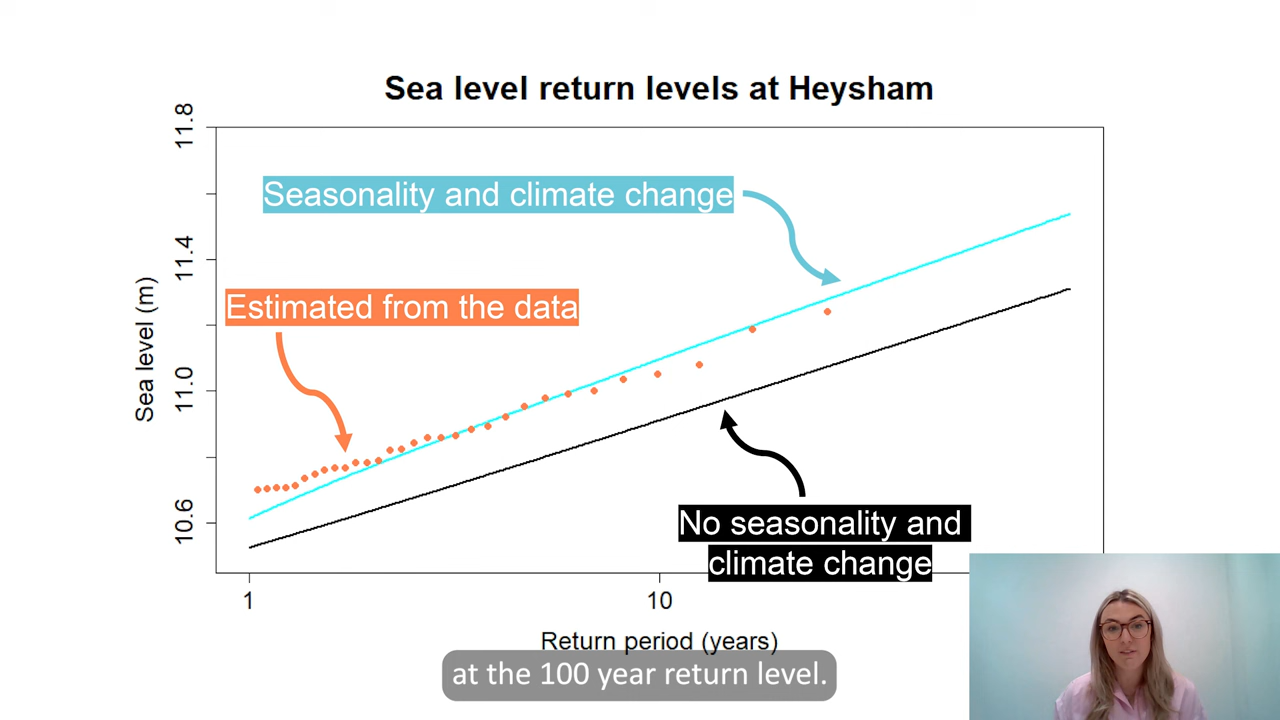 Sea level return levels at Heysham
11.8
Seasonality and climate change
11.4
Estimated from the data
Sea level (m)
11.0
No seasonality and
climate change
10.6
1
10
Return period (years)
at the 100 year return level.